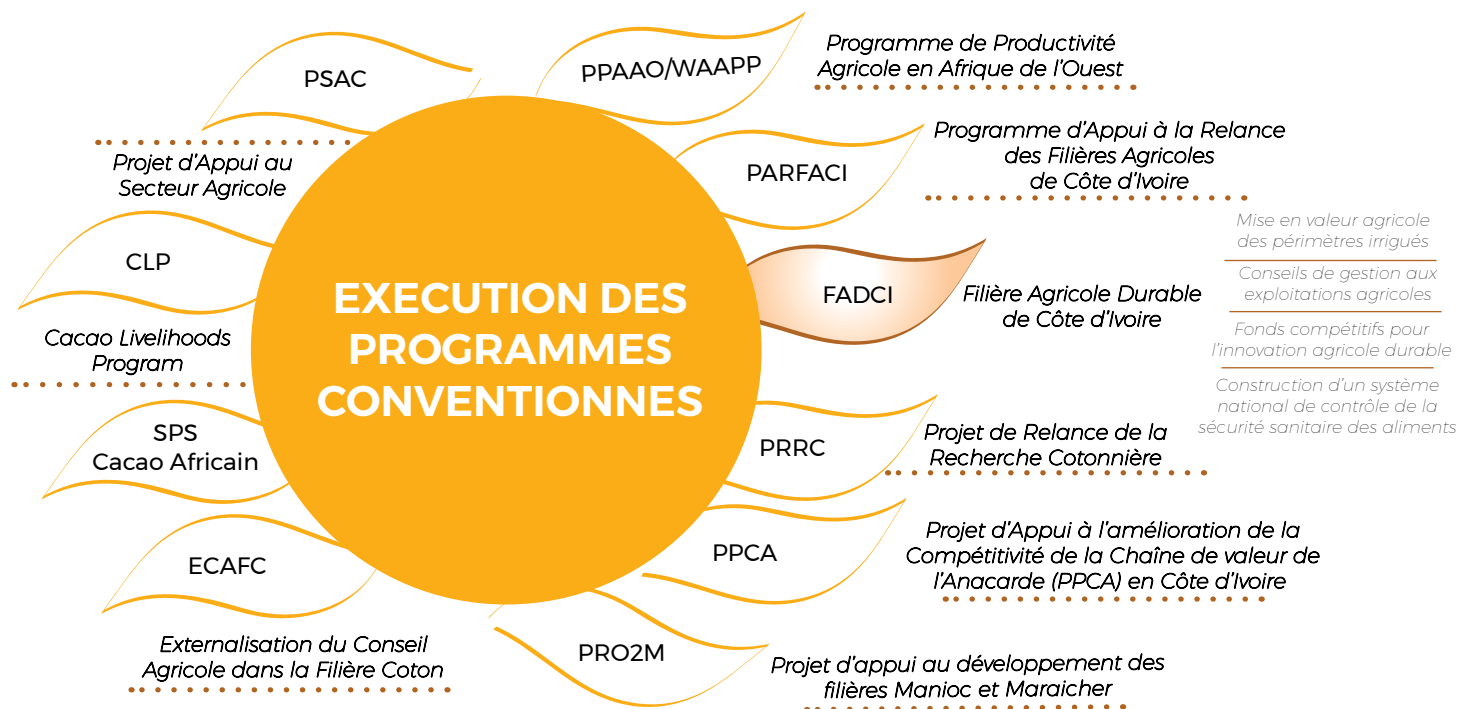 EXECUTION DES
PROGRAMMES
CONVENTIONNES
PPAAO/WAAPP
Programme de Productivité
Agricole en Afrique de l'Ouest
PARFACI
Programme d'Appui à la Relance
des Filières Agricoles
de Côte d'Ivoire
FADCI
Filière Agricole Durable
de Côte d'Ivoire
Mise en valeur agricole
des périmètres irrigués
Conseils de gestion aux
exploitations agricoles
Fonds compétitifs pour
l'innovation agricole durable
Construction d'un système
national de contrôle de la
sécurité sanitaire des aliments
PRRC
Projet de Relance de la
Recherche Cotonnière
PPCA
Projet d'Appui à l'amélioration de la
Compétitivité de la Chaîne de valeur de
l'Anacarde (PPCA) en Côte d'Ivoire
PRO2M
Projet d'appui au développement des
filières Manioc et Maraicher
ECAFC
Externalisation du Conseil
Agricole dans la Filière Coton
SPS
Cacao Africain
CLP
Cacao Livelihoods
Program
PSAC
Projet d'Appui au
Secteur Agricole